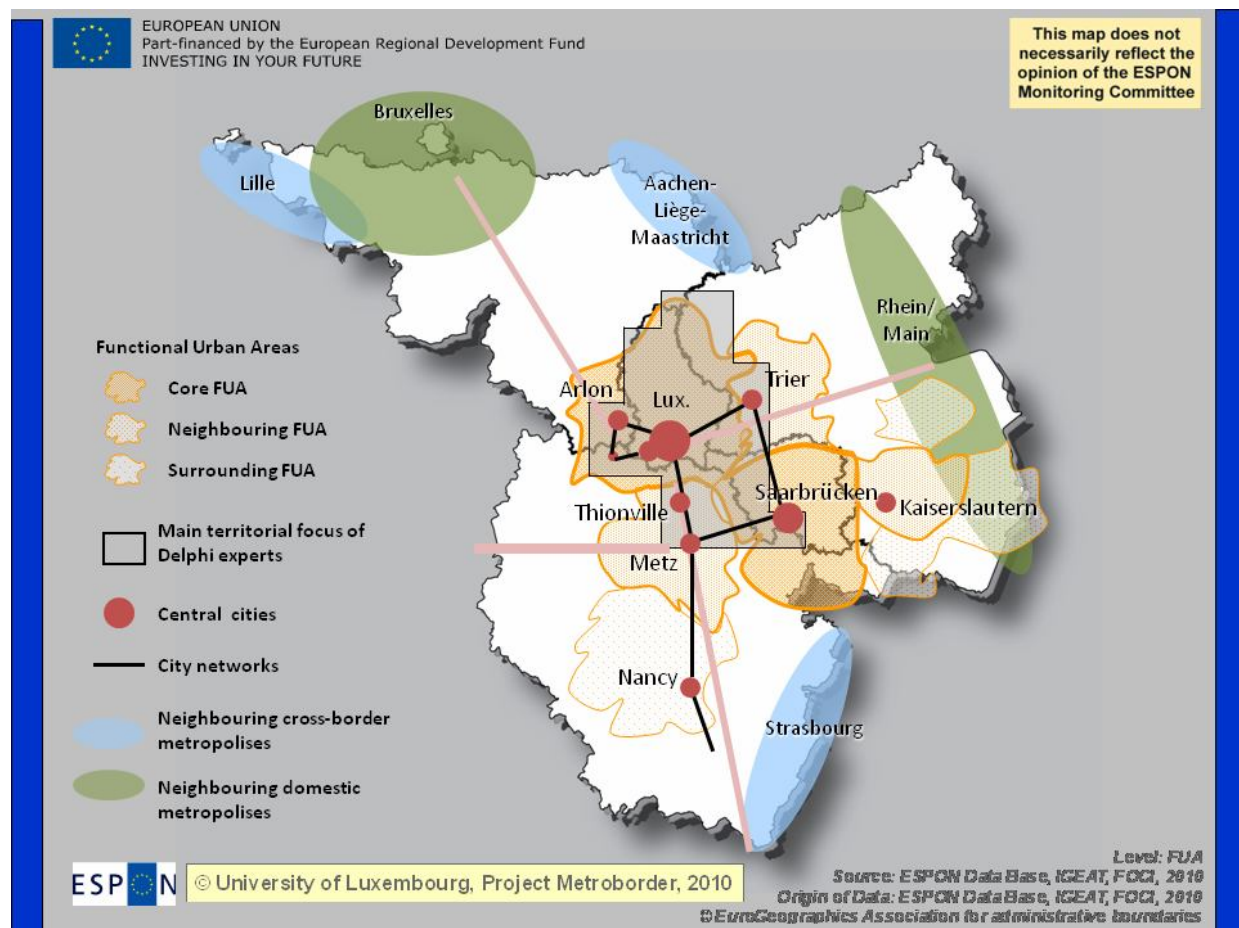 EUROPEAN UNION
Part-financed by the European Regional Development Fund
INVESTING IN YOUR FUTURE
This map does not
necessarily reflect the
opinion of the ESPON
Monitoring Committee
Bruxelles
Lille
Aachen-
Liège-
Maastricht
Rhein/
Main
Functional Urban Areas
Core FUA
Neighbouring FUA
Surrounding FUA
Main territorial focus of
Delphi experts
Central cities
City networks
Neighbouring cross-border
metropolises
Neighbouring domestic
metropolises
Arlon
Lux.
Trier
Thionville
Saarbrücken
Kaiserslautern
Metz
Nancy
Strasbourg
ESPON
© University of Luxembourg, Project Metroborder, 2010
Level: FUA
Source: ESPON DataBase, IGEAT, FOCI, 2010
Origin of Data: ESPON DataBase, IGEAT, FOCI, 2010
©EuroGeographics Association for administrative boundaries